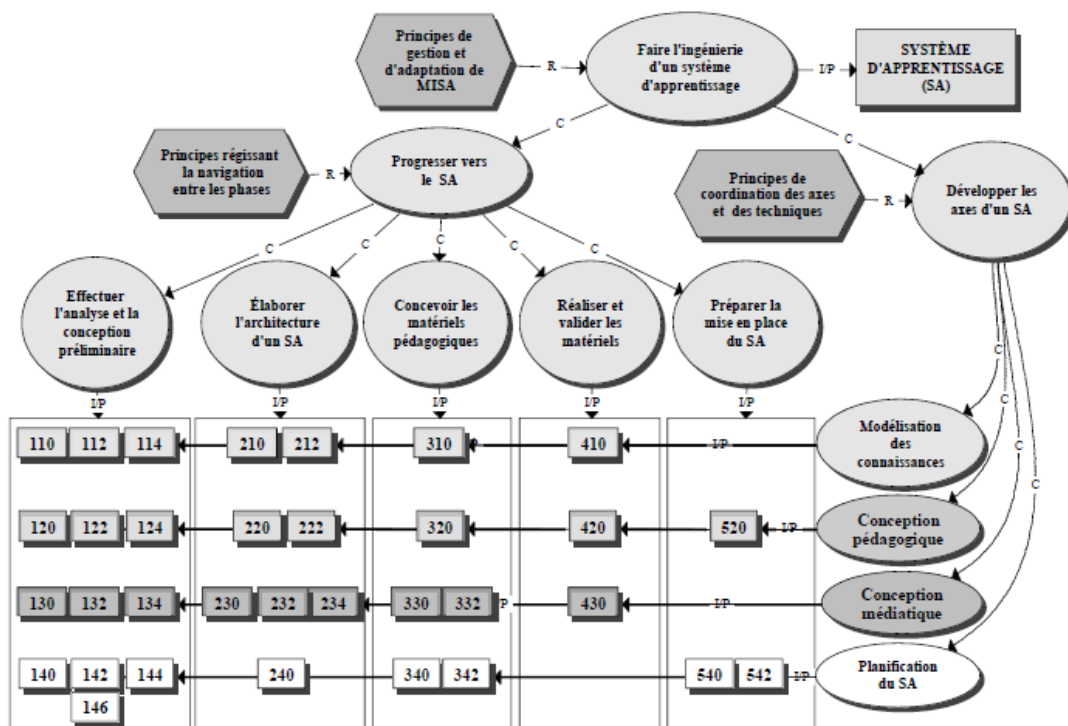 Principes de
gestion et
d'adaptation de
MISA
R
Faire l'ingénierie
d'un système
d'apprentissage
I/P
SYSTÈME
D'APPRENTISSAGE
(SA)
C
C
Principes régissant
la navigation
entre les phases
R
Progresser vers
le SA
Principes de
coordination des axes
et des techniques
R
Développer les
axes d'un SA
C
C
C
C
C
Effectuer
l'analyse et la
conception
préliminaire
Élaborer
l'architecture
d'un SA
Concevoir les
matériels
pédagogiques
Réaliser et
valider les
matériels
Préparer la
mise en place
du SA
C
C
C
C
I/P
I/P
I/P
I/P
I/P
110 112 114
210 212
310
P
410
I/P
Modélisation
des
connaissances
120 122 124
220 222
320
420
520
I/P
Conception
pédagogique
130 132 134
230 232 234
330 332
P
430
I/P
Conception
médiatique
140 142 144
146
240
340 342
540 542
I/P
Planification
du SA